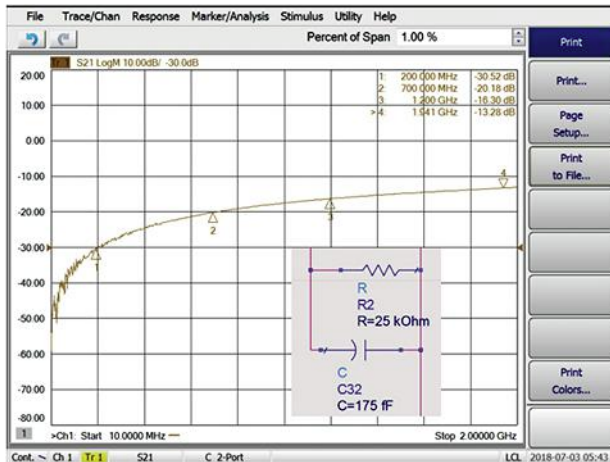 File Trace/Chan Response Marker/Analysis Stimulus Utility Help
Percent of Span 1.00 %
Print
Tr 1 S21 LogM 10.00dB/ -30.0dB
1: 200.000 MHz -30.52 dB
2: 700.000 MHz -20.18 dB
3: 1.200 GHz -16.30 dB
>4: 1.941 GHz -13.28 dB
Print...
Page
Setup...
Print
to File...
Print
Colors...
20.00
10.00
0.00
-10.00
-20.00
-30.00
-40.00
-50.00
-60.00
-70.00
-80.00
1
2
3
4
R
R2
R=25 kOhm
C
C32
C=175 fF
1 >Ch1: Start 10.0000 MHz Stop 2.00000 GHz
Cont. Ch 1 Tr 1 S21 C 2-Port LCL 2018-07-03 05:43